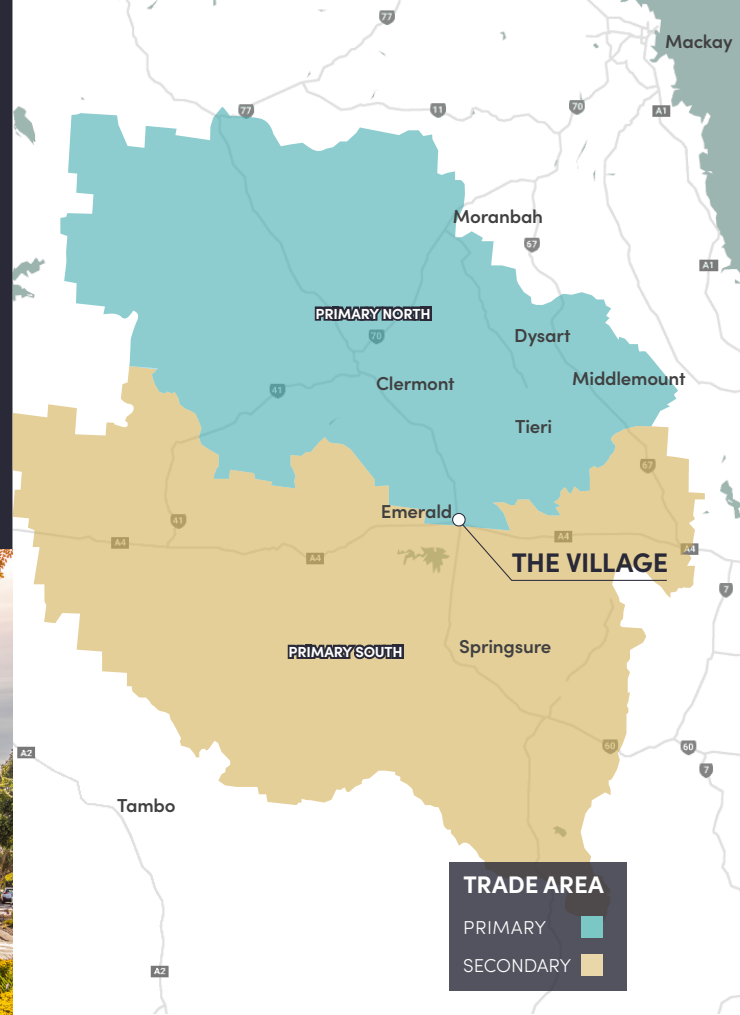 77
Mackay
77
11
70
A1
Moranbah
67
A1
PRIMARY NORTH
70
Dysart
Clermont
Middlemount
41
Tieri
67
Emerald
41
A4
A4
A4
A4
THE VILLAGE
7
PRIMARY SOUTH
Springsure
A2
60
60
7
Tambo
TRADE AREA
PRIMARY
SECONDARY
A2